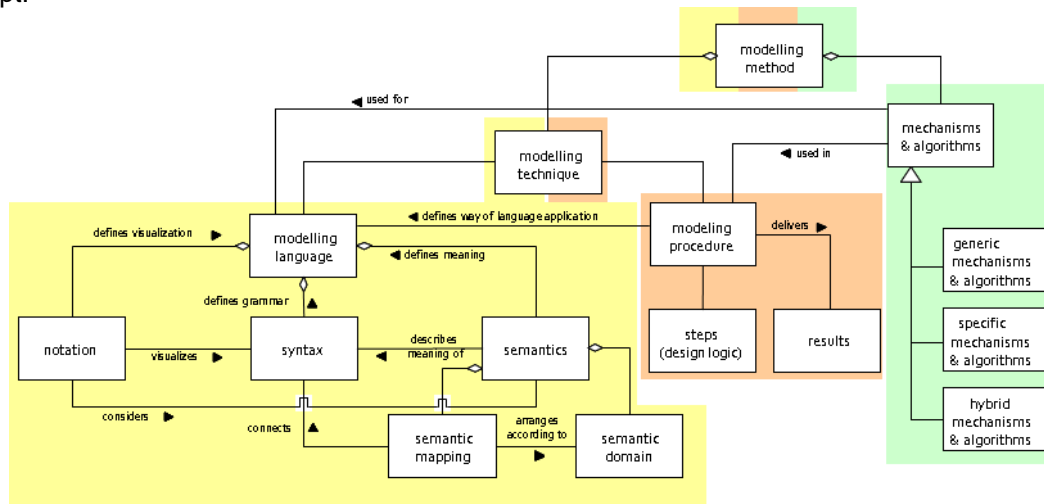 pt.
modelling
method
used for
mechanisms
& algorithms
modelling
technique
used in
defines way of language application
modelling
language
modeling
procedure
delivers
defines visualization
defines meaning
generic
mechanisms
& algorithms
defines grammar
notation
visualizes
syntax
describes
meaning of
semantics
steps
(design logic)
results
specific
mechanisms
& algorithms
considers
connects
semantic
mapping
arranges
according to
semantic
domain
hybrid
mechanisms
& algorithms